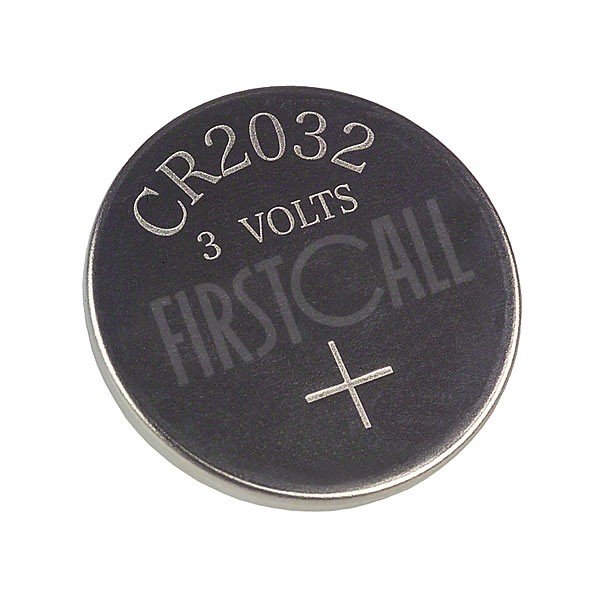 CR2032
3 VOLTS
FIRSTCALL
+